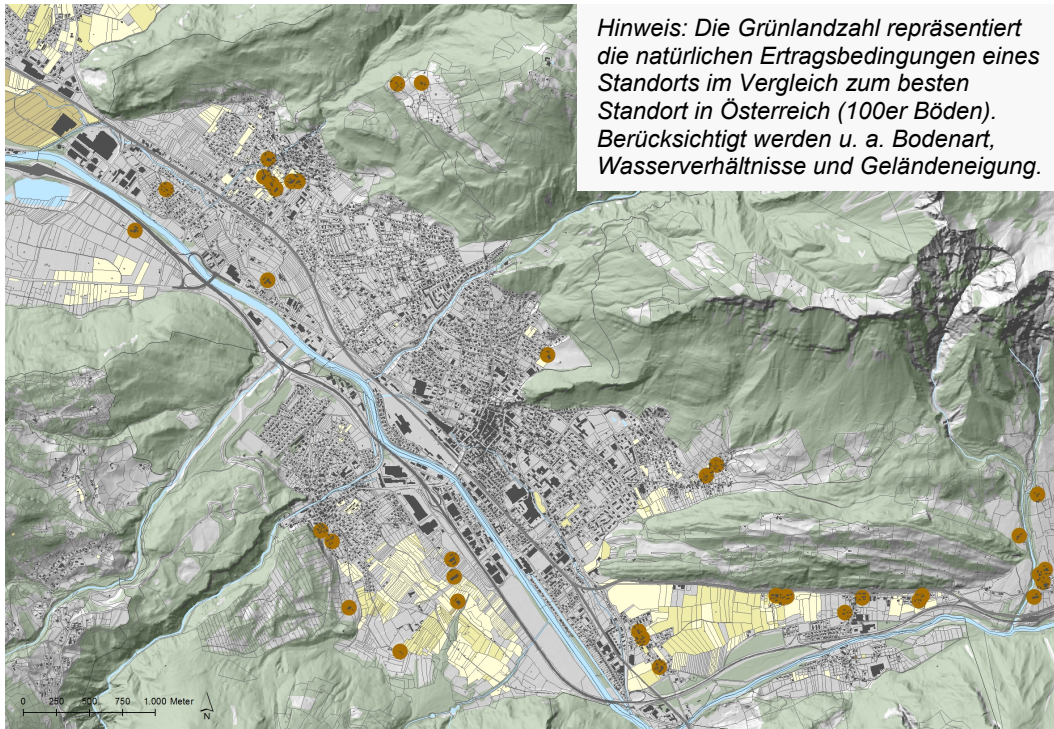 Hinweis: Die Grünlandzahl repräsentiert
die natürlichen Ertragsbedingungen eines
Standorts im Vergleich zum besten
Standort in Österreich (100er Böden).
Berücksichtigt werden u. a. Bodenart,
Wasserverhältnisse und Geländeneigung.
0 250 500 750 1.000 Meter
N